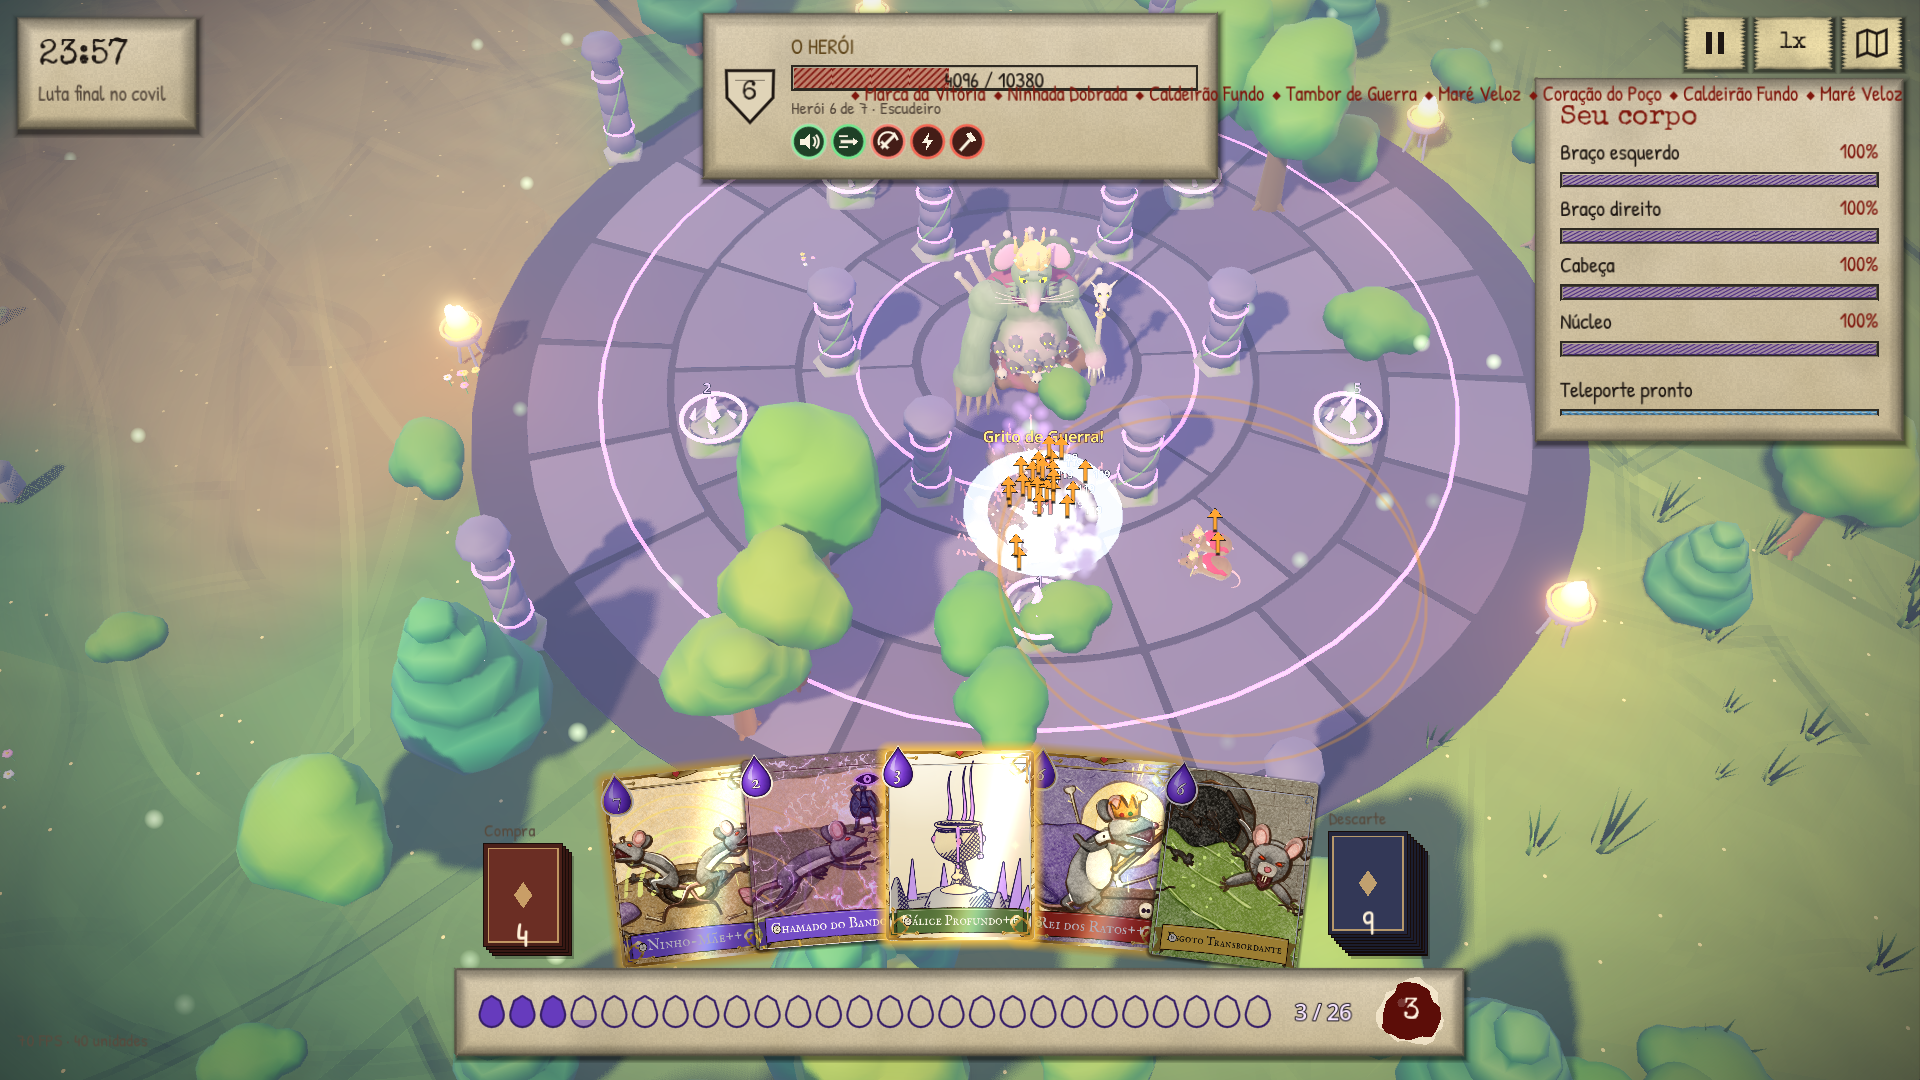 23:57
Luta final no covil
O HERÓI
6
4096 / 10380
◆ Marca da Vitória ◆ Ninhada Dobrada ◆ Caldeirão Fundo ◆ Tambor de Guerra ◆ Maré Veloz ◆ Coração do Poço ◆ Caldeirão Fundo ◆ Maré Veloz
Herói 6 de 7 · Escudeiro
1x
Seu corpo
Braço esquerdo 100%
Braço direito 100%
Cabeça 100%
Núcleo 100%
Teleporte pronto
2
5
Grito de Guerra!
1
Compra
4
7
Ninho-Mãe++
2
Chamado do Bando
3
Cálice Profundo++
6
Rei dos Ratos++
6
Esgoto Transbordante
Descarte
9
3 / 26
3